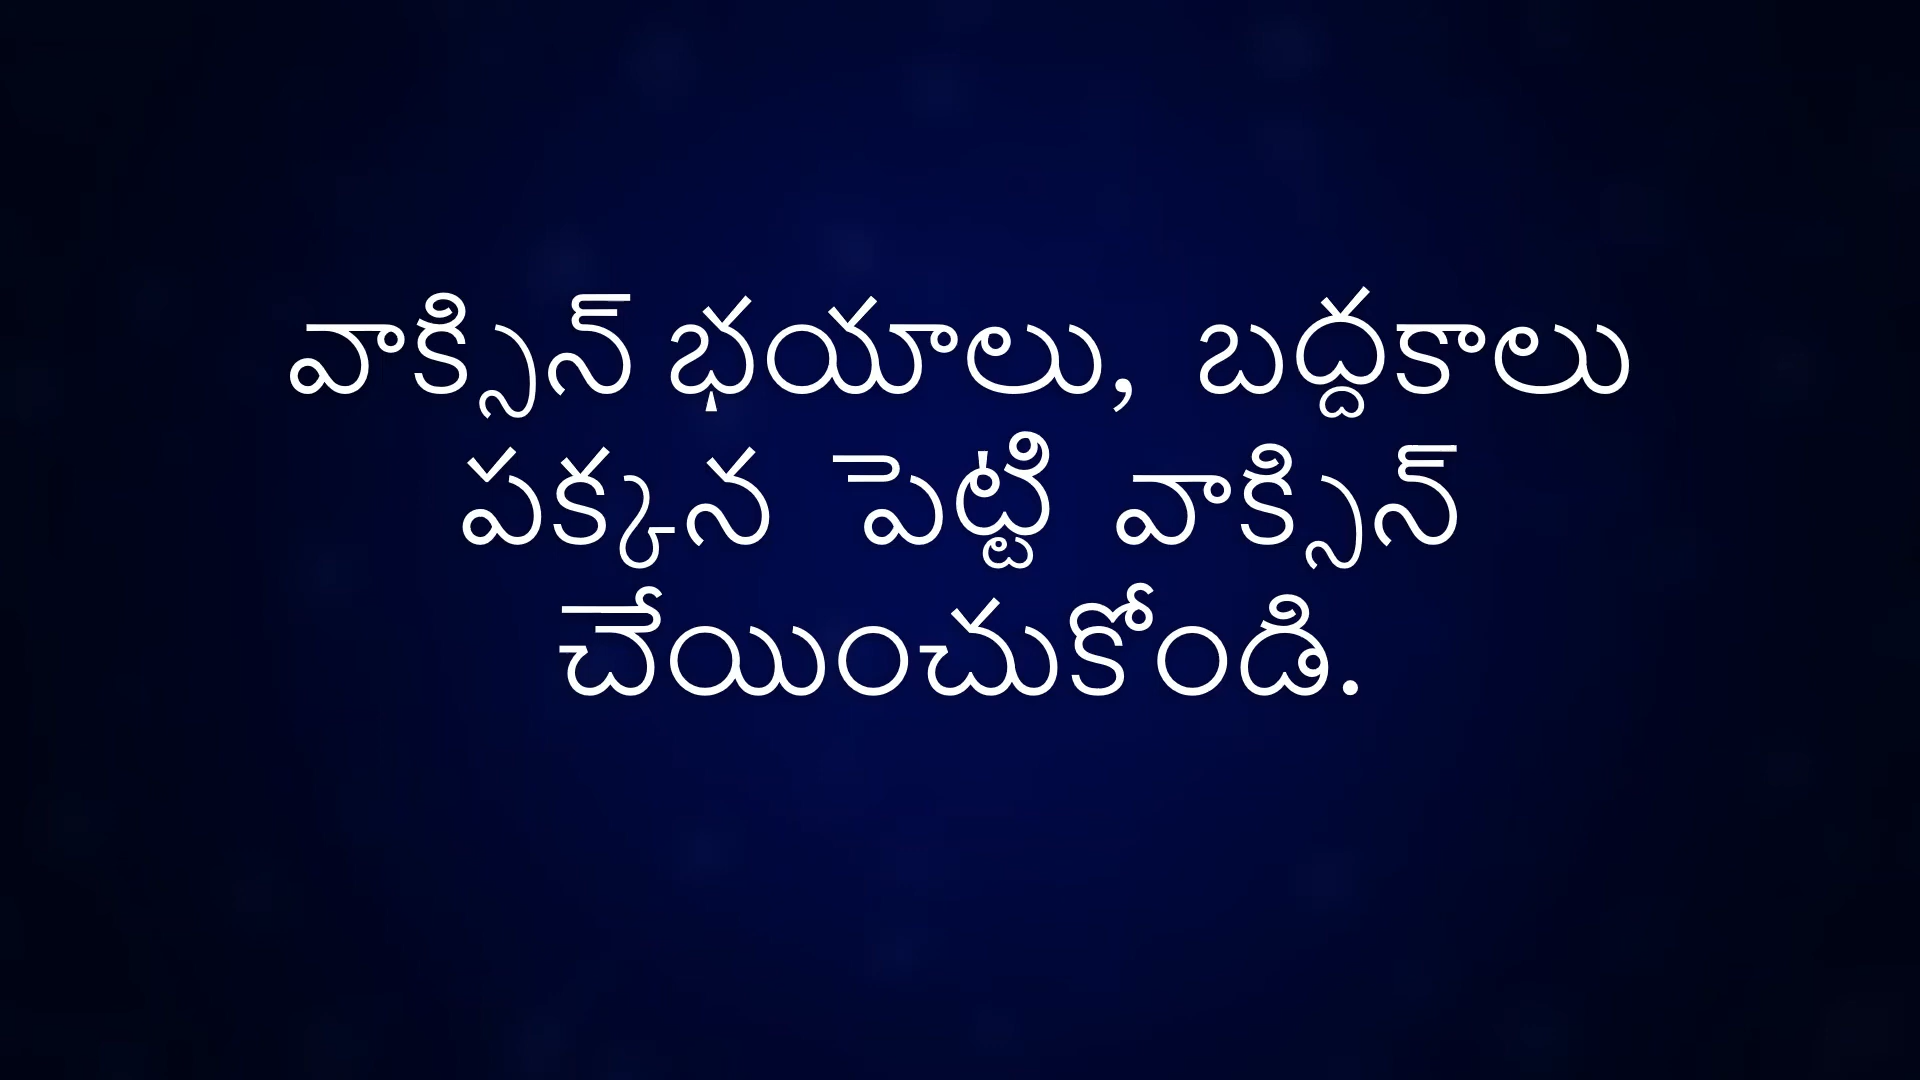 వాక్సిన్ భయాలు, బద్దకాలు
పక్కన పెట్టి వాక్సిన్
చేయించుకోండి.